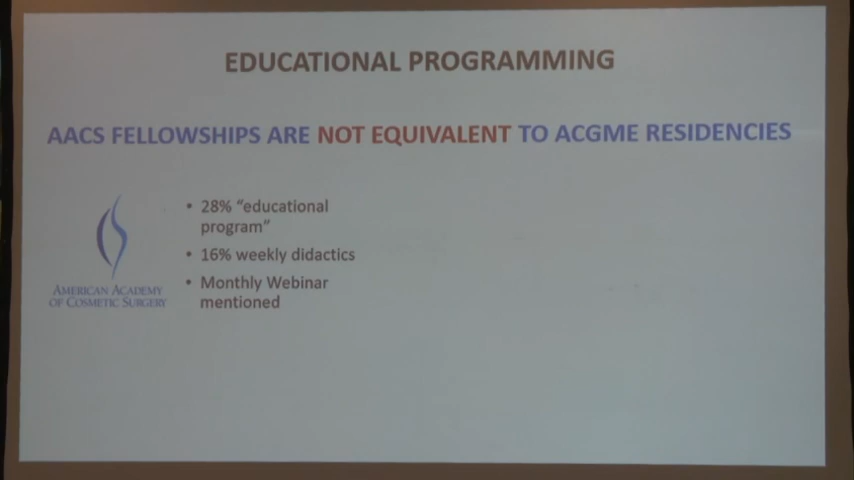 EDUCATIONAL PROGRAMMING
AACS FELLOWSHIPS ARE NOT EQUIVALENT TO ACGME RESIDENCIES
• 28% “educational
program”
• 16% weekly didactics
• Monthly Webinar
mentioned
AMERICAN ACADEMY
OF COSMETIC SURGERY